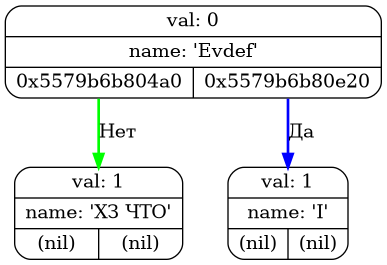 val: 0
name: 'Evdef'
0x5579b6b804a0 0x5579b6b80e20
Нет Да
val: 1 val: 1
name: 'ХЗ ЧТО' name: 'I'
(nil) (nil) (nil) (nil)